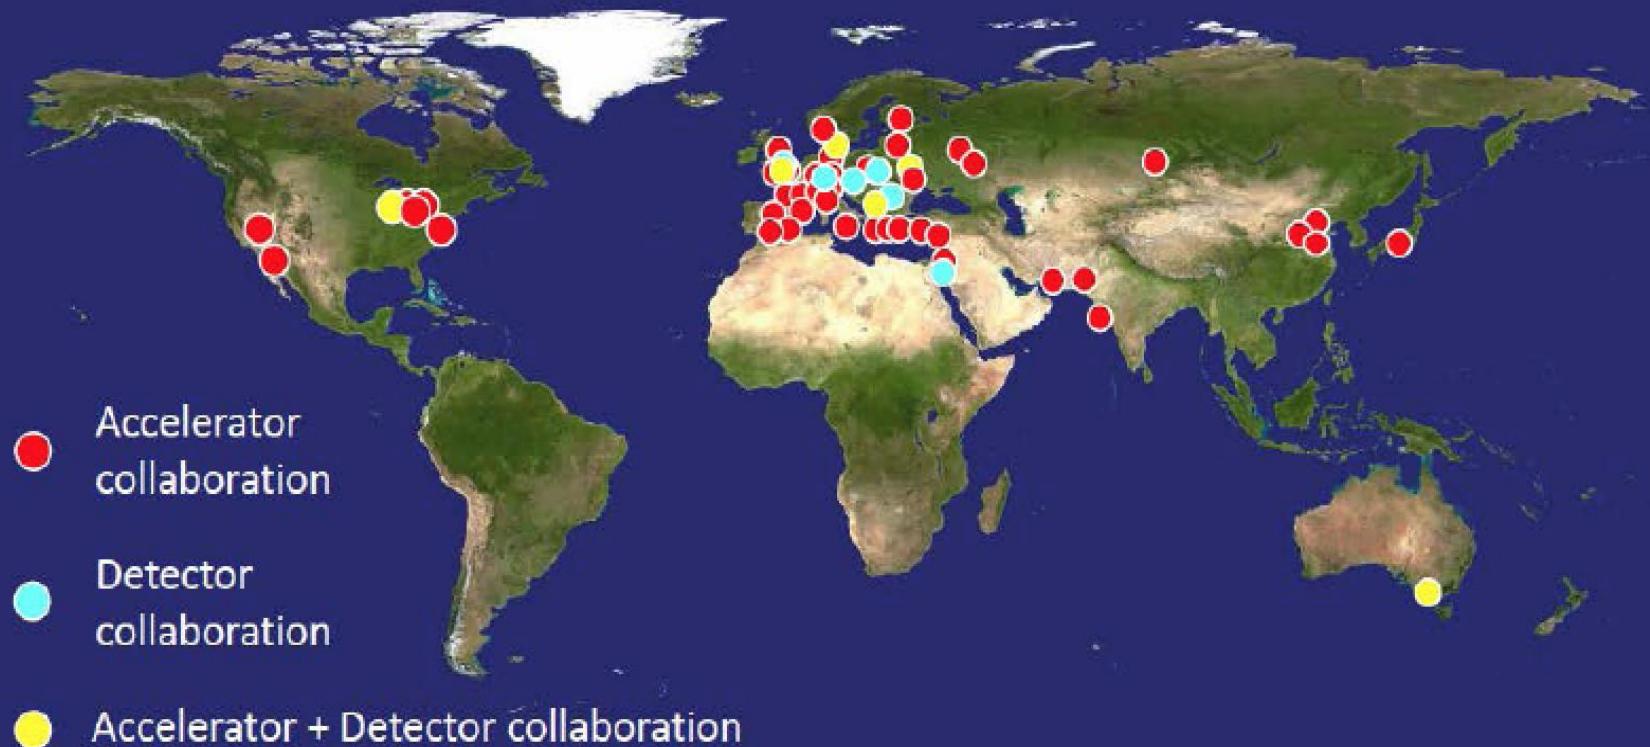 Accelerator
collaboration
Detector
collaboration
Accelerator + Detector collaboration